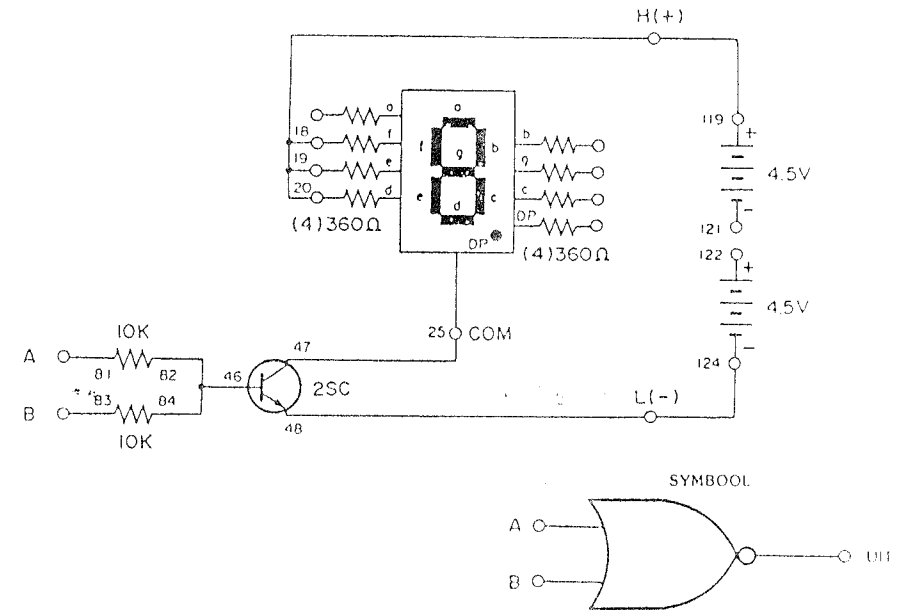 H(+)
a
a
119
+
18
f
f
b
b
19
e
g
g
4.5V
20
d
e
c
c
(4)360Ω
d
DP
DP
(4)360Ω
-
121
122
+
4.5V
25
COM
10K
47
-
A
81
82
46
2SC
124
B
83
84
L(-)
48
10K
SYMBOOL
A
B